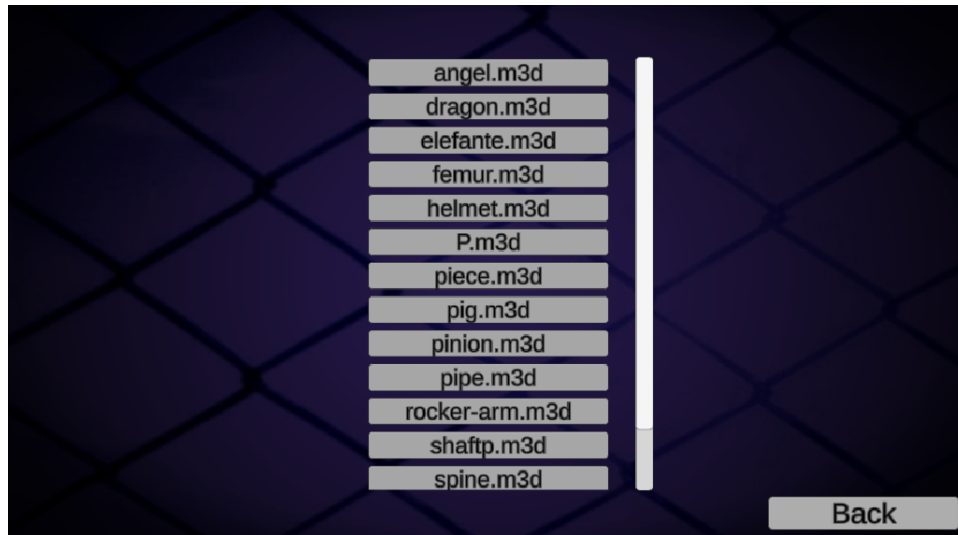 angel.m3d
dragon.m3d
elefante.m3d
femur.m3d
helmet.m3d
P.m3d
piece.m3d
pig.m3d
pinion.m3d
pipe.m3d
rocker-arm.m3d
shaftp.m3d
spine.m3d
Back